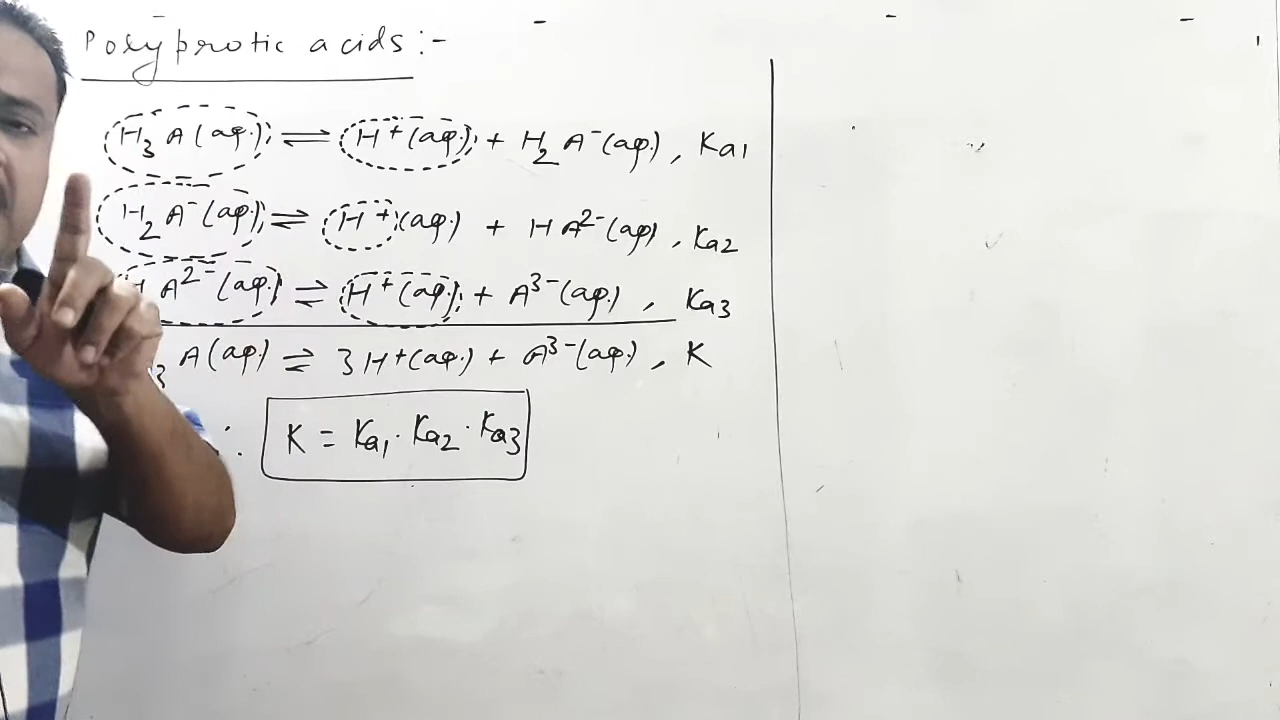 Polyprotic acids :-
H₃A(aq.) ⇌ H⁺(aq.) + H₂A⁻(aq.), Ka₁
H₂A⁻(aq.) ⇌ H⁺(aq.) + HA²⁻(aq.), Ka₂
A²⁻(aq.) ⇌ H⁺(aq.) + A³⁻(aq.), Ka₃
₃A(aq.) ⇌ 3H⁺(aq.) + A³⁻(aq.), K
∴ K = Ka₁ · Ka₂ · Ka₃